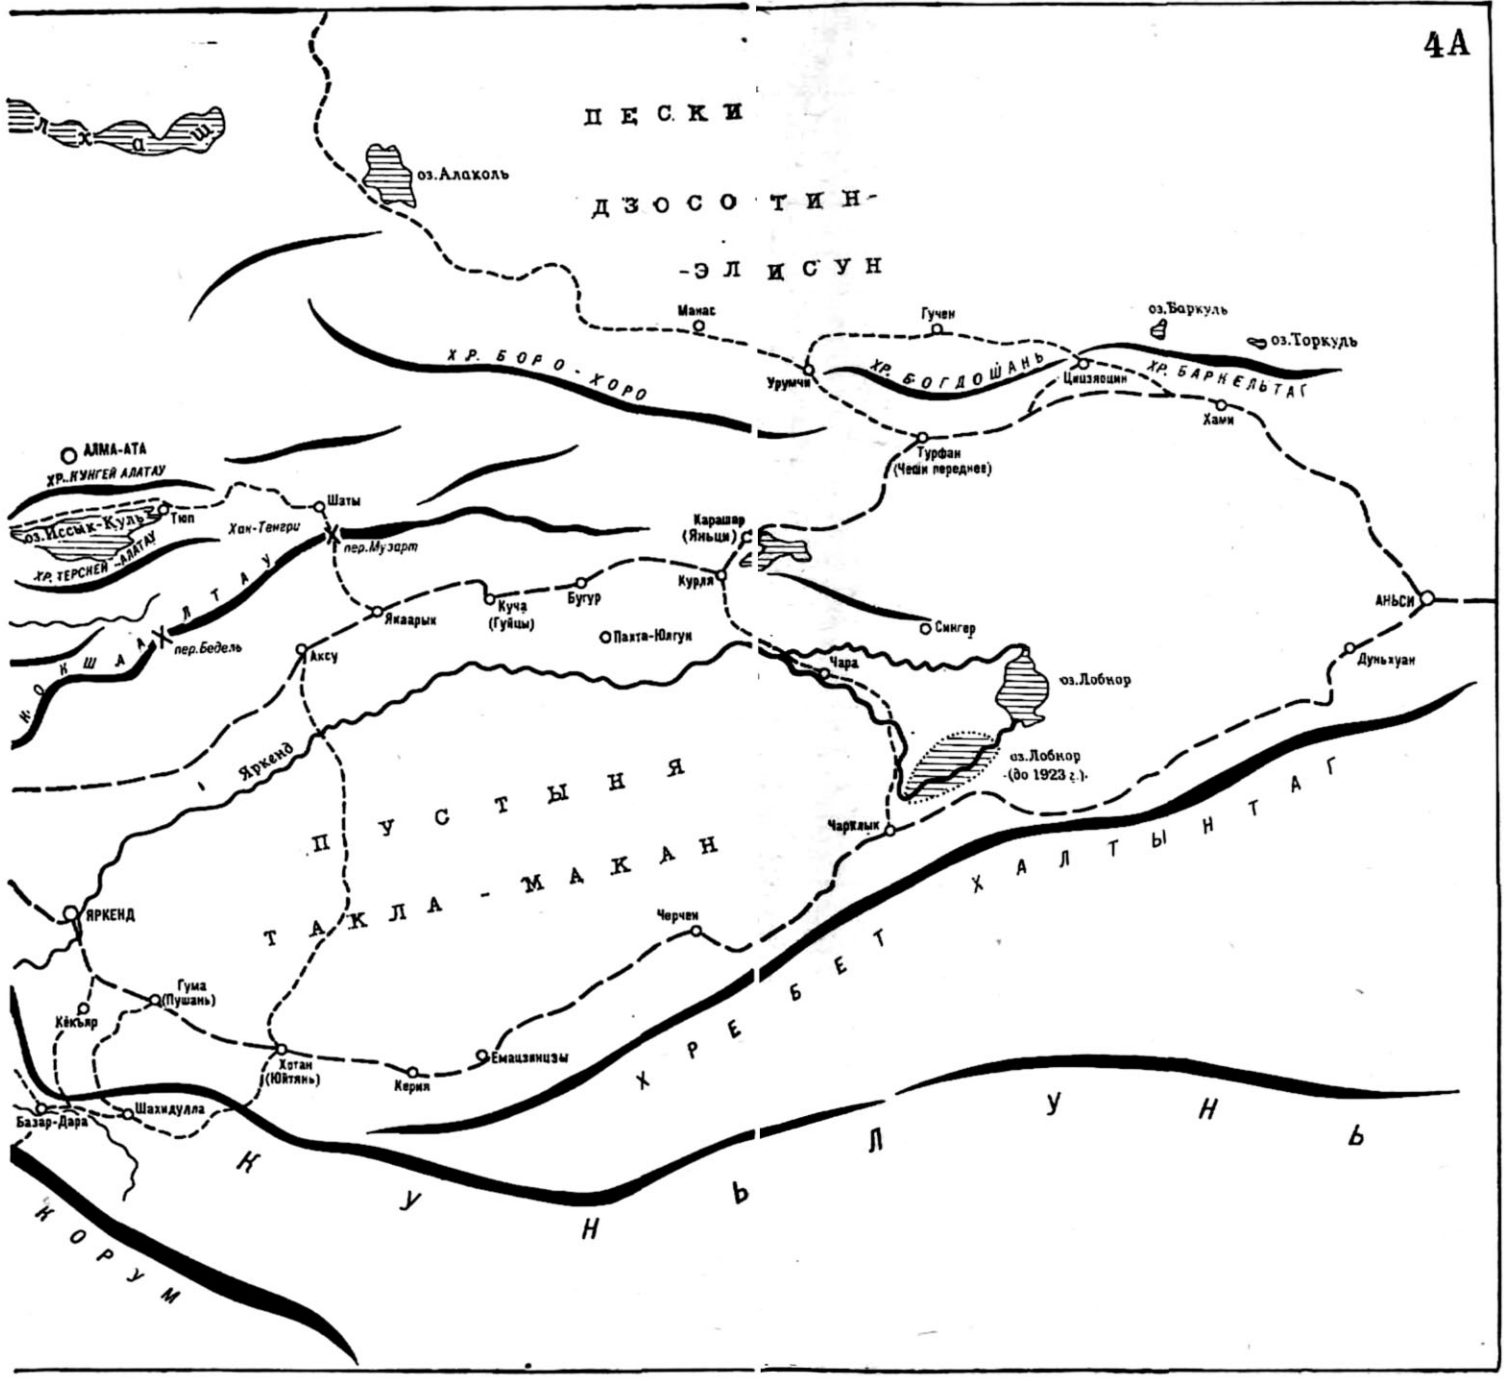 4А
лхаш
ПЕСКИ
оз.Алаколь
ДЗОСОТИН-
-ЭЛИСУН
Манас
Гучен
оз.Баркуль
оз.Торкуль
ХР. БОРО-ХОРО
Урумчи
ХР. БОГДОШАНЬ
Цицзяоцин
ХР. БАРКЕЛЬТАГ
Хами
АЛМА-АТА
ХР. КУНГЕЙ АЛАТАУ
Турфан
(Чеши переднее)
Шаты
оз.Иссык-Куль
Тюп
Хан-Тенгри
пер.Музарт
Карашар
(Яньци)
ХР. ТЕРСКЕЙ-АЛАТАУ
Курля
Бугур
Куча
(Гуйцы)
Якаарык
АНЬСИ
КОКШААЛТАУ
пер.Бедель
Аксу
Пахта-Юлгун
Сингер
Чара
Дуньхуан
оз.Лобнор
Яркенд
оз.Лобнор
(до 1923 г.)
ПУСТЫНЯ
Чарклык
ТАКЛА-МАКАН
ХРЕБЕТ ХАЛТЫНТАГ
ЯРКЕНД
Черчен
Гума
(Пушань)
Кёкъяр
Хотан
(Юйтянь)
Керия
Емацзянцзы
Базар-Дара
Шахидулла
КУНЬЛУНЬ
КОРУМ